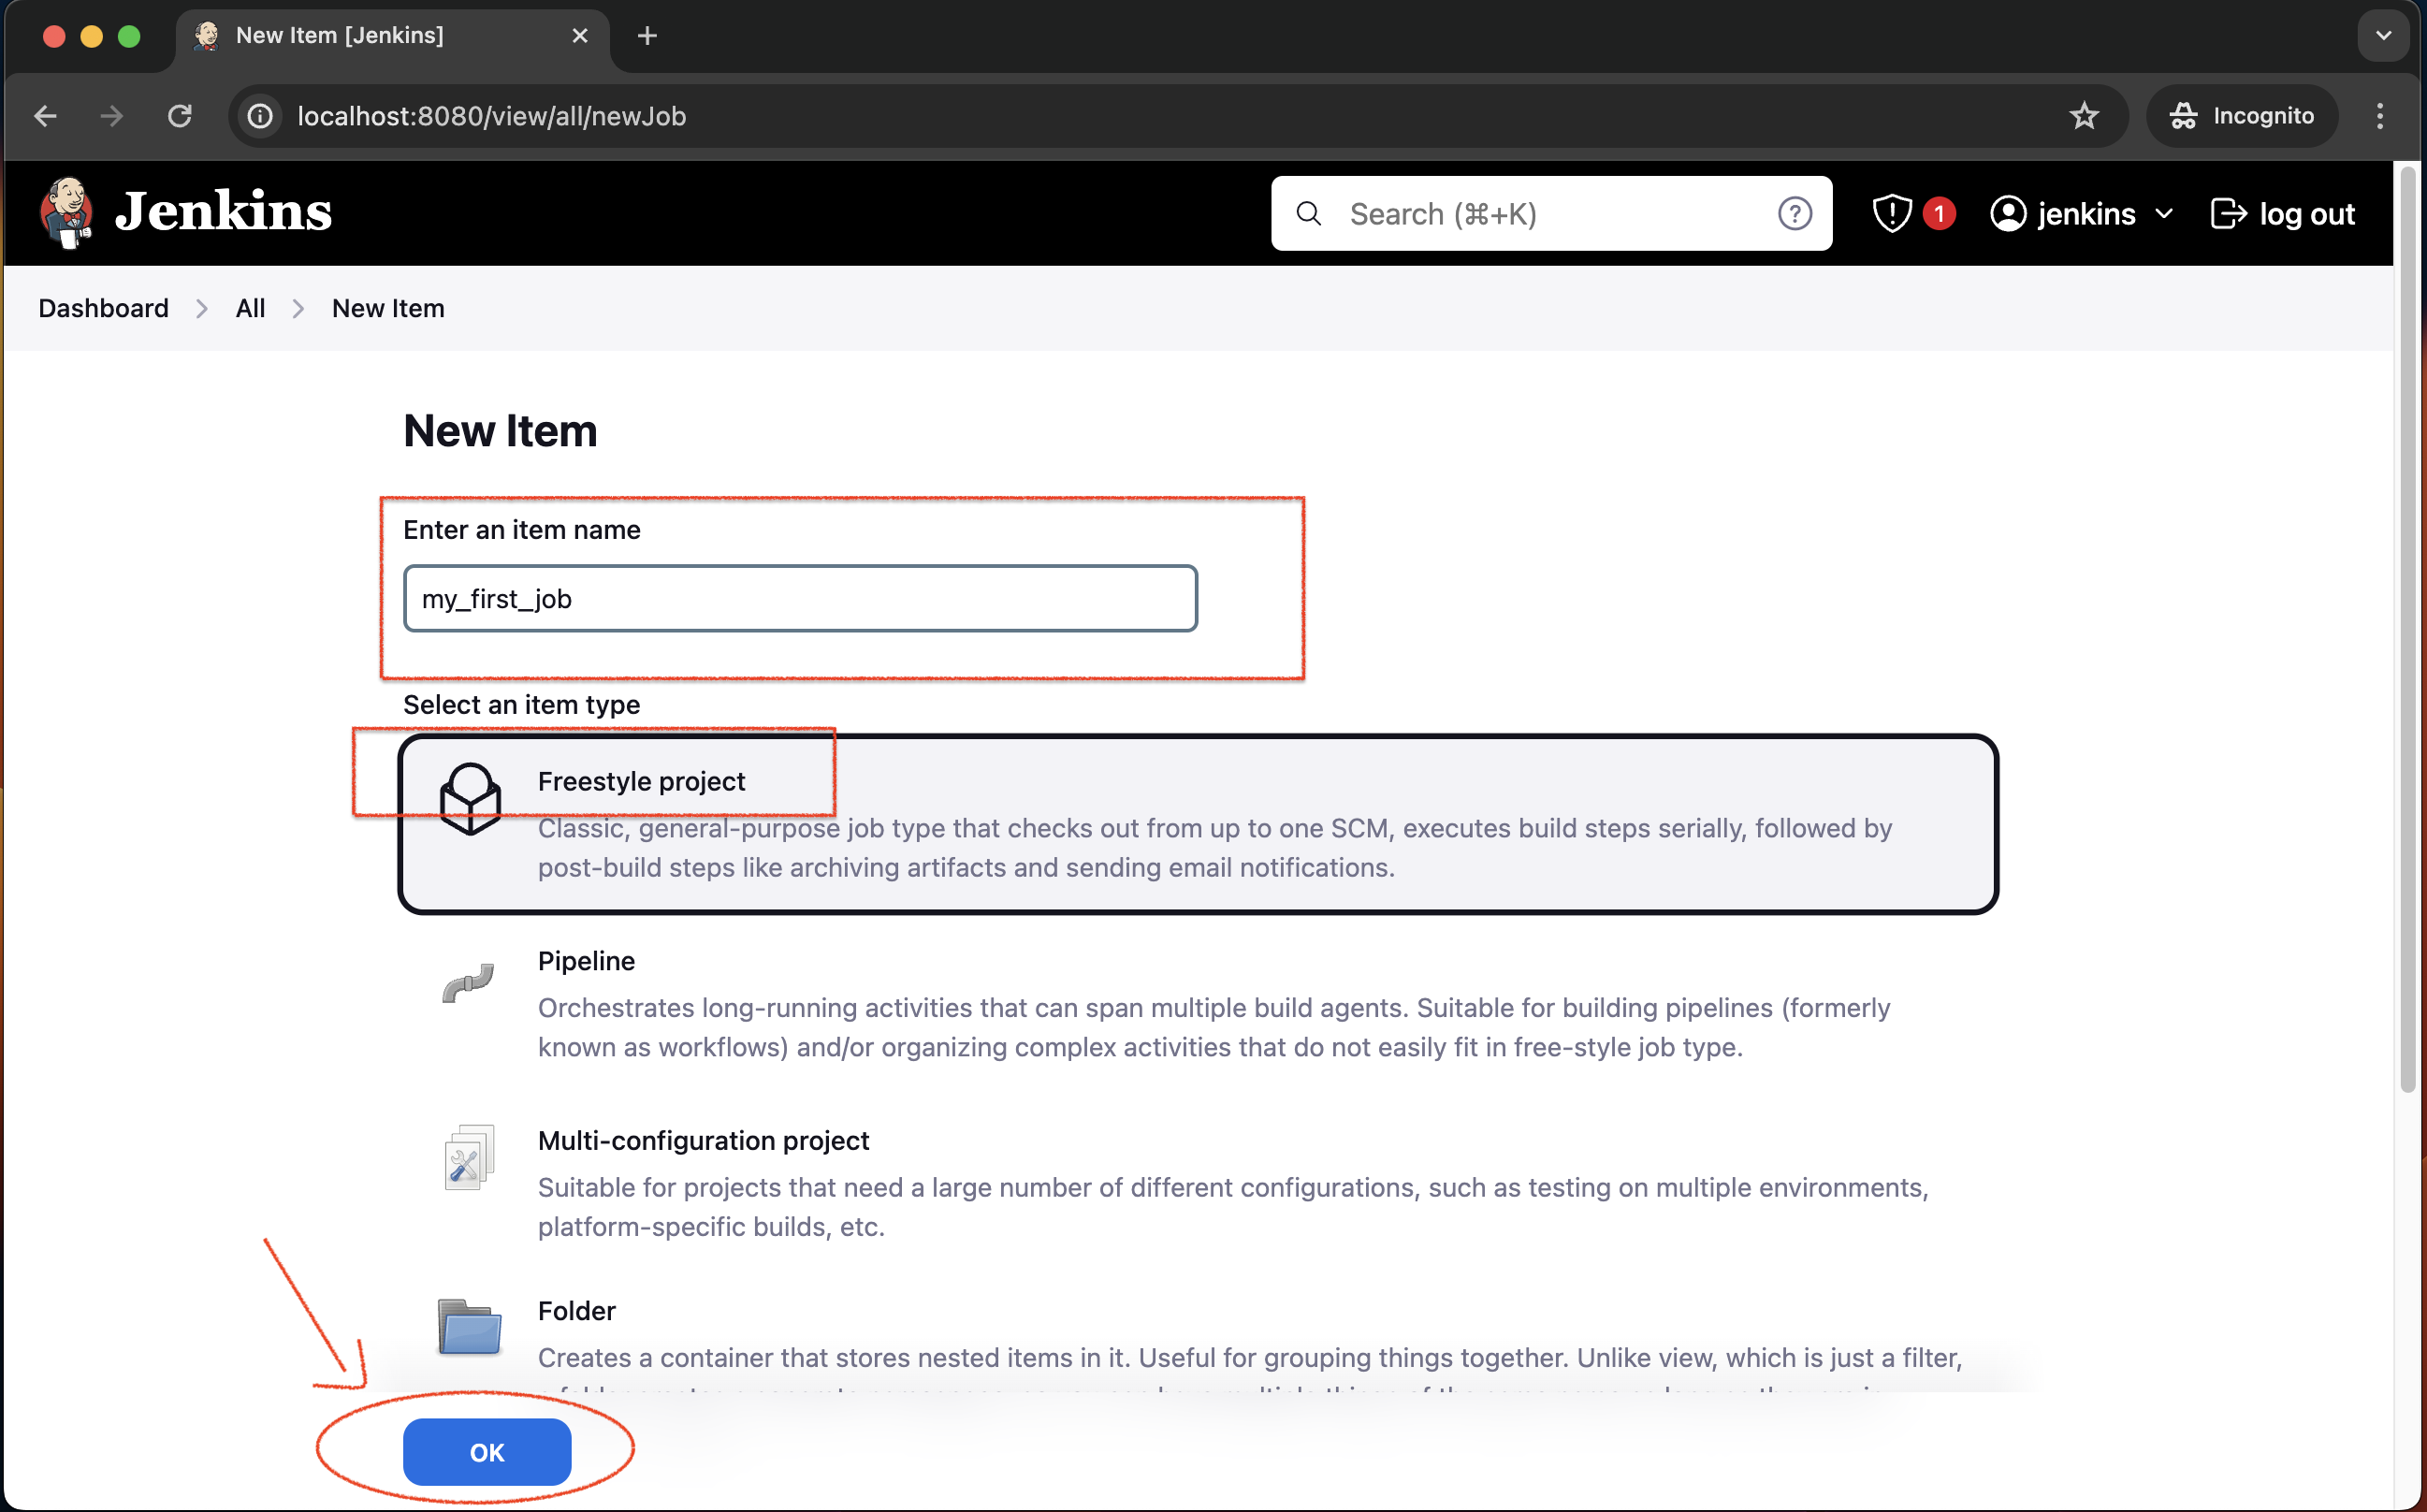 New Item [Jenkins]
localhost:8080/view/all/newJob
Incognito
Jenkins
Search (⌘+K)
1
jenkins
log out
Dashboard
All
New Item
New Item
Enter an item name
my_first_job
Select an item type
Freestyle project
Classic, general-purpose job type that checks out from up to one SCM, executes build steps serially, followed by
post-build steps like archiving artifacts and sending email notifications.
Pipeline
Orchestrates long-running activities that can span multiple build agents. Suitable for building pipelines (formerly
known as workflows) and/or organizing complex activities that do not easily fit in free-style job type.
Multi-configuration project
Suitable for projects that need a large number of different configurations, such as testing on multiple environments,
platform-specific builds, etc.
Folder
Creates a container that stores nested items in it. Useful for grouping things together. Unlike view, which is just a filter,
OK